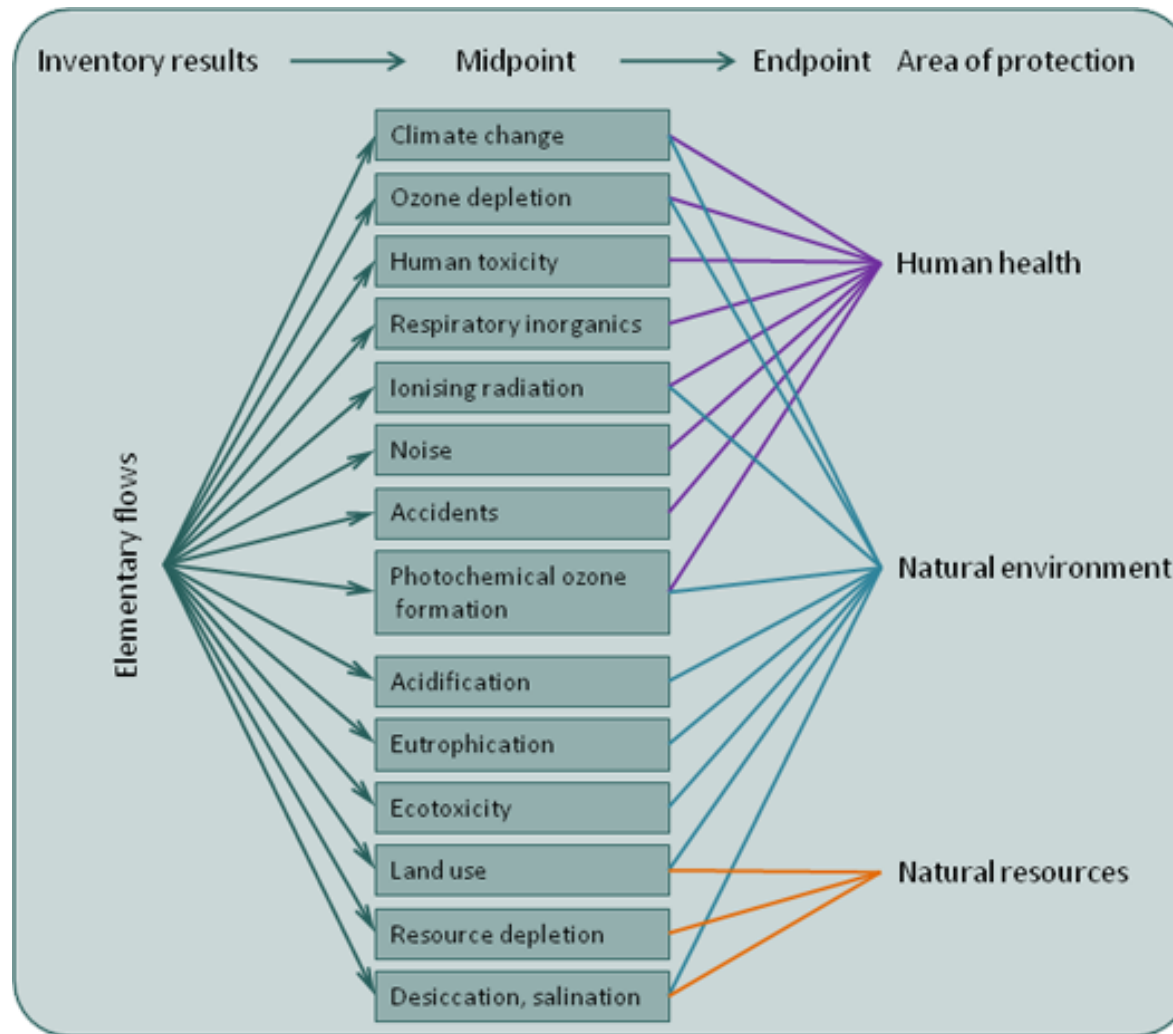 Inventory results Midpoint Endpoint Area of protection
Climate change
Ozone depletion
Human toxicity
Human health
Respiratory inorganics
Ionising radiation
Noise
Accidents
Elementary flows
Photochemical ozone
formation
Natural environment
Acidification
Eutrophication
Ecotoxicity
Land use
Natural resources
Resource depletion
Desiccation, salination